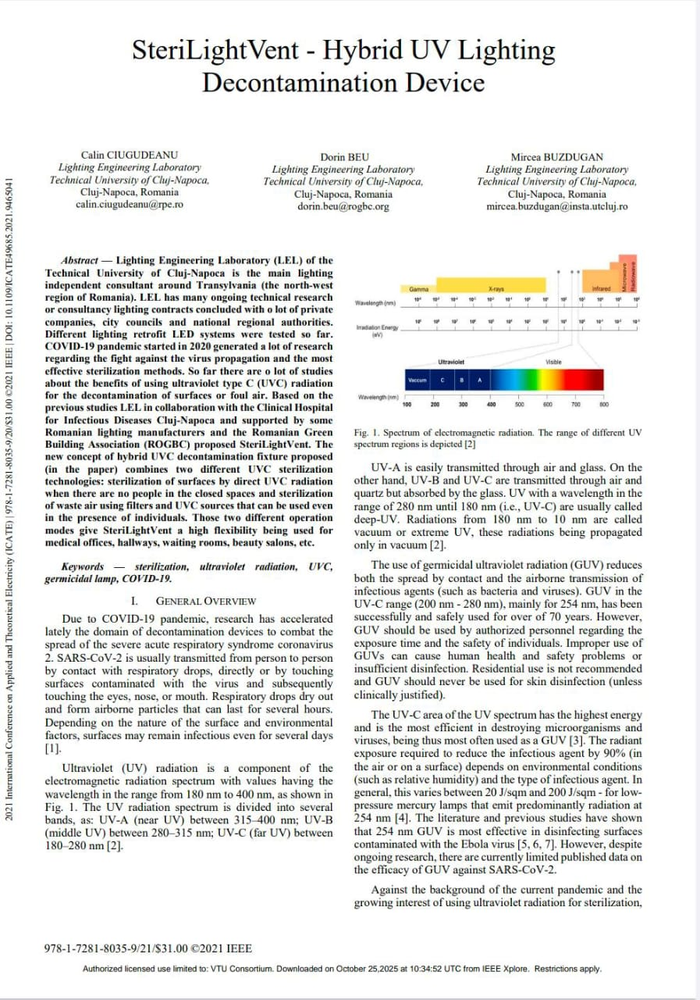 SteriLightVent - Hybrid UV Lighting
Decontamination Device
Calin CIUGUDEANU
Lighting Engineering Laboratory
Technical University of Cluj-Napoca,
Cluj-Napoca, Romania
calin.ciugudeanu@rpe.ro
Dorin BEU
Lighting Engineering Laboratory
Technical University of Cluj-Napoca,
Cluj-Napoca, Romania
dorin.beu@rogbc.org
Mircea BUZDUGAN
Lighting Engineering Laboratory
Technical University of Cluj-Napoca,
Cluj-Napoca, Romania
mircea.buzdugan@insta.utcluj.ro
2021 International Conference on Applied and Theoretical Electricity (ICATE) | 978-1-7281-8035-9/20/$31.00 ©2021 IEEE | DOI: 10.1109/ICATE49685.2021.9465041
Abstract — Lighting Engineering Laboratory (LEL) of the
Technical University of Cluj-Napoca is the main lighting
independent consultant around Transylvania (the north-west
region of Romania). LEL has many ongoing technical research
or consultancy lighting contracts concluded with o lot of private
companies, city councils and national regional authorities.
Different lighting retrofit LED systems were tested so far.
COVID-19 pandemic started in 2020 generated a lot of research
regarding the fight against the virus propagation and the most
effective sterilization methods. So far there are o lot of studies
about the benefits of using ultraviolet type C (UVC) radiation
for the decontamination of surfaces or foul air. Based on the
previous studies LEL in collaboration with the Clinical Hospital
for Infectious Diseases Cluj-Napoca and supported by some
Romanian lighting manufacturers and the Romanian Green
Building Association (ROGBC) proposed SteriLightVent. The
new concept of hybrid UVC decontamination fixture proposed
(in the paper) combines two different UVC sterilization
technologies: sterilization of surfaces by direct UVC radiation
when there are no people in the closed spaces and sterilization
of waste air using filters and UVC sources that can be used even
in the presence of individuals. Those two different operation
modes give SteriLightVent a high flexibility being used for
medical offices, hallways, waiting rooms, beauty salons, etc.
Keywords — sterilization, ultraviolet radiation, UVC,
germicidal lamp, COVID-19.
I. GENERAL OVERVIEW
Due to COVID-19 pandemic, research has accelerated
lately the domain of decontamination devices to combat the
spread of the severe acute respiratory syndrome coronavirus
2. SARS-CoV-2 is usually transmitted from person to person
by contact with respiratory drops, directly or by touching
surfaces contaminated with the virus and subsequently
touching the eyes, nose, or mouth. Respiratory drops dry out
and form airborne particles that can last for several hours.
Depending on the nature of the surface and environmental
factors, surfaces may remain infectious even for several days
[1].
Ultraviolet (UV) radiation is a component of the
electromagnetic radiation spectrum with values having the
wavelength in the range from 180 nm to 400 nm, as shown in
Fig. 1. The UV radiation spectrum is divided into several
bands, as: UV-A (near UV) between 315–400 nm; UV-B
(middle UV) between 280–315 nm; UV-C (far UV) between
180–280 nm [2].
Gamma X-rays Infrared Microwave Radiowave
Wavelength (nm)
Irradiation Energy
(eV)
Ultraviolet Visible
Vaccum C B A
Wavelength (nm)
100 200 300 400 500 600 700 800
Fig. 1. Spectrum of electromagnetic radiation. The range of different UV
spectrum regions is depicted [2]
UV-A is easily transmitted through air and glass. On the
other hand, UV-B and UV-C are transmitted through air and
quartz but absorbed by the glass. UV with a wavelength in the
range of 280 nm until 180 nm (i.e., UV-C) are usually called
deep-UV. Radiations from 180 nm to 10 nm are called
vacuum or extreme UV, these radiations being propagated
only in vacuum [2].
The use of germicidal ultraviolet radiation (GUV) reduces
both the spread by contact and the airborne transmission of
infectious agents (such as bacteria and viruses). GUV in the
UV-C range (200 nm - 280 nm), mainly for 254 nm, has been
successfully and safely used for over of 70 years. However,
GUV should be used by authorized personnel regarding the
exposure time and the safety of individuals. Improper use of
GUVs can cause human health and safety problems or
insufficient disinfection. Residential use is not recommended
and GUV should never be used for skin disinfection (unless
clinically justified).
The UV-C area of the UV spectrum has the highest energy
and is the most efficient in destroying microorganisms and
viruses, being thus most often used as a GUV [3]. The radiant
exposure required to reduce the infectious agent by 90% (in
the air or on a surface) depends on environmental conditions
(such as relative humidity) and the type of infectious agent. In
general, this varies between 20 J/sqm and 200 J/sqm - for low-
pressure mercury lamps that emit predominantly radiation at
254 nm [4]. The literature and previous studies have shown
that 254 nm GUV is most effective in disinfecting surfaces
contaminated with the Ebola virus [5, 6, 7]. However, despite
ongoing research, there are currently limited published data on
the efficacy of GUV against SARS-CoV-2.
Against the background of the current pandemic and the
growing interest of using ultraviolet radiation for sterilization,
978-1-7281-8035-9/21/$31.00 ©2021 IEEE
Authorized licensed use limited to: VTU Consortium. Downloaded on October 25,2025 at 10:34:52 UTC from IEEE Xplore. Restrictions apply.